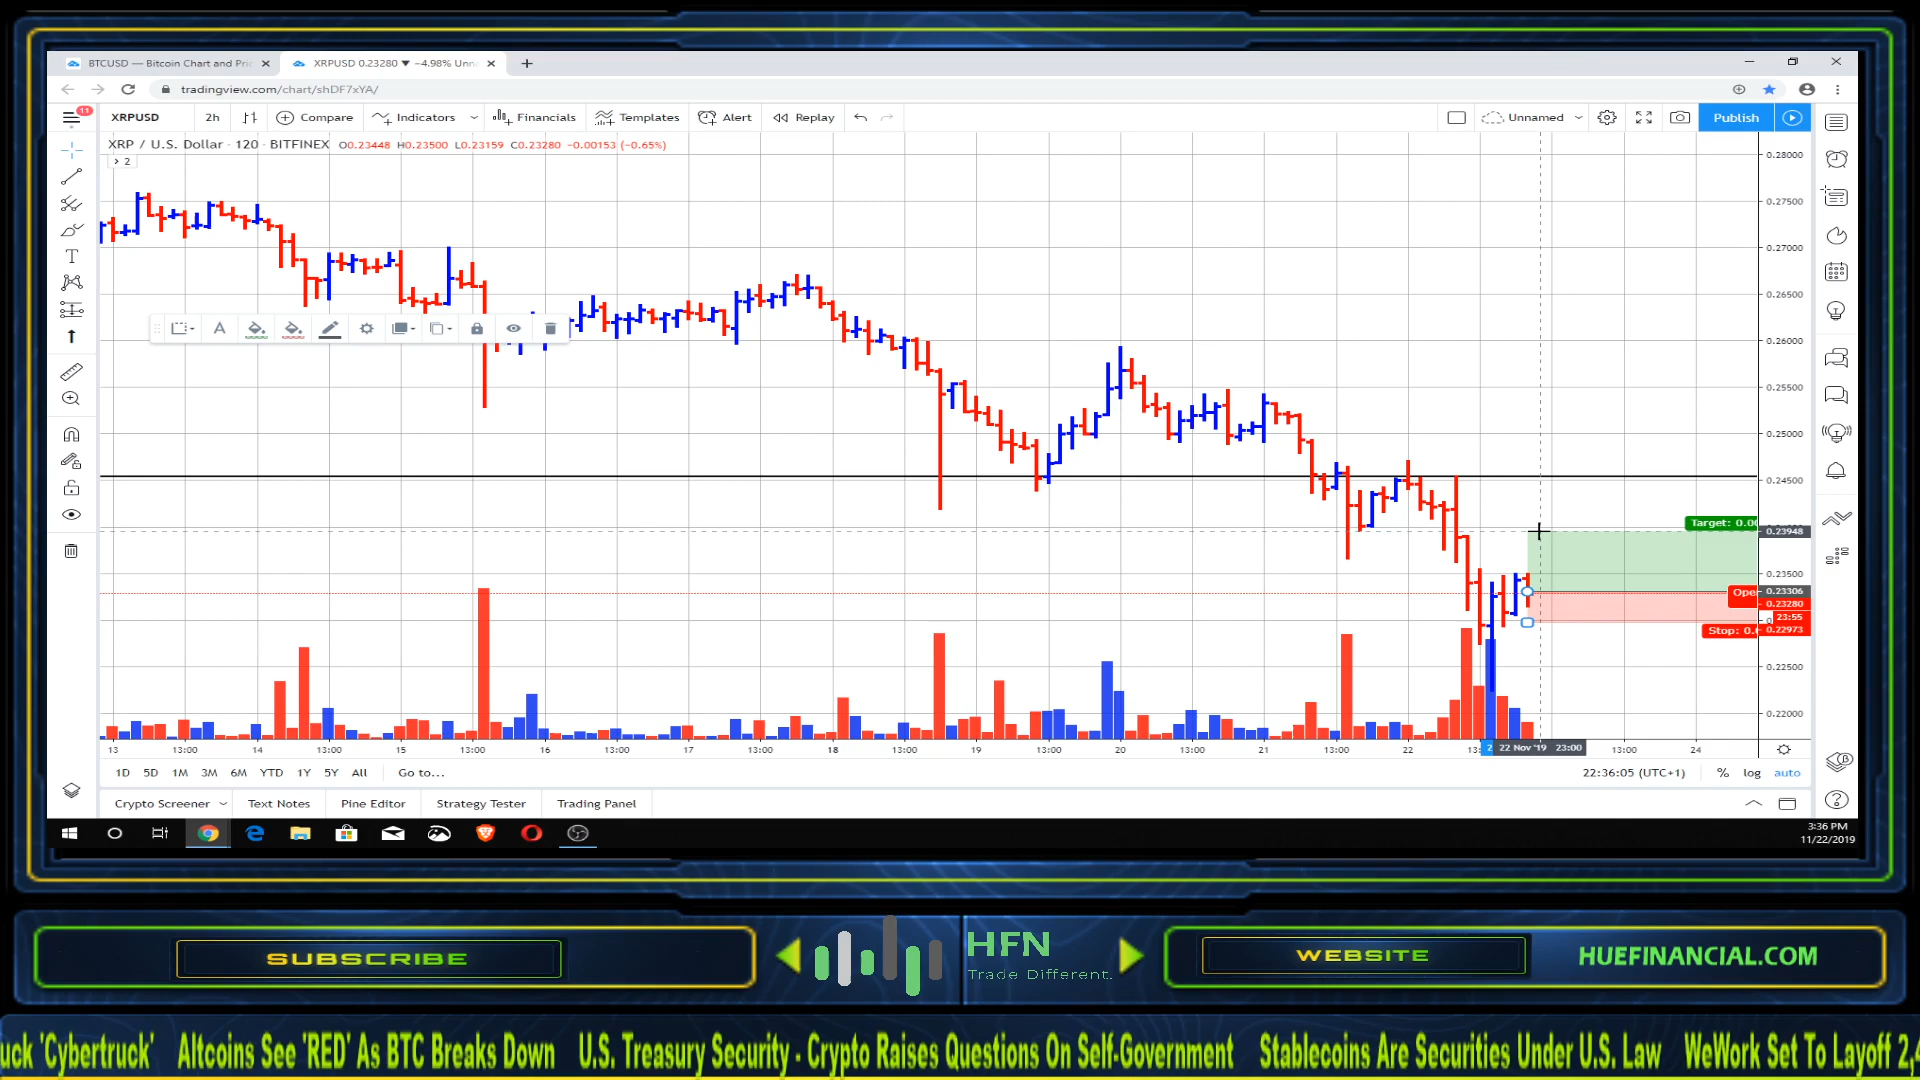 BTCUSD — Bitcoin Chart and Pri
XRPUSD 0.23280 ▼ −4.98% Unn
tradingview.com/chart/shDF7xYA/
11
XRPUSD 2h Compare Indicators Financials Templates Alert Replay Unnamed Publish
XRP / U.S. Dollar · 120 · BITFINEX O0.23448 H0.23500 L0.23159 C0.23280 −0.00153 (−0.65%)
> 2
0.28000
0.27500
0.27000
0.26500
0.26000
0.25500
0.25000
0.24500
Target: 0.00
0.23948
0.23500
Ope
0.23306
0.23280
23:55
Stop: 0.0
0.22973
0.22500
0.22000
13 13:00 14 13:00 15 13:00 16 13:00 17 13:00 18 13:00 19 13:00 20 13:00 21 13:00 22 13: 2 22 Nov '19 23:00 13:00 24
1D 5D 1M 3M 6M YTD 1Y 5Y All Go to... 22:36:05 (UTC+1) % log auto
Crypto Screener Text Notes Pine Editor Strategy Tester Trading Panel
3:36 PM
11/22/2019
SUBSCRIBE
HFN
Trade Different.
WEBSITE
HUEFINANCIAL.COM
uck 'Cybertruck' Altcoins See 'RED' As BTC Breaks Down U.S. Treasury Security - Crypto Raises Questions On Self-Government Stablecoins Are Securities Under U.S. Law WeWork Set To Layoff 2,4